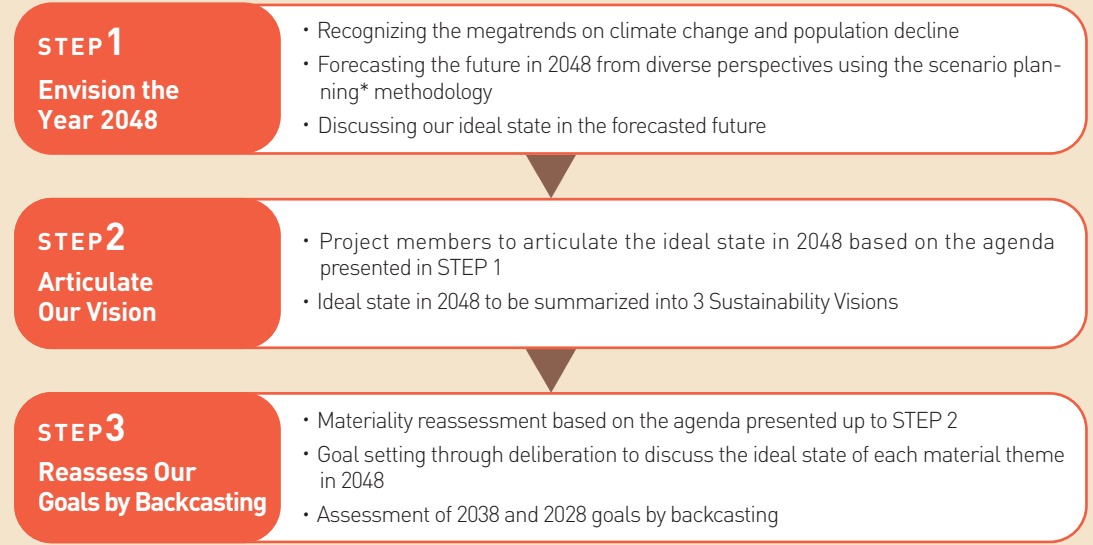 STEP1
Envision the
Year 2048
・Recognizing the megatrends on climate change and population decline
・Forecasting the future in 2048 from diverse perspectives using the scenario plan-
ning* methodology
・Discussing our ideal state in the forecasted future
STEP2
Articulate
Our Vision
・Project members to articulate the ideal state in 2048 based on the agenda
presented in STEP 1
・Ideal state in 2048 to be summarized into 3 Sustainability Visions
STEP3
Reassess Our
Goals by Backcasting
・Materiality reassessment based on the agenda presented up to STEP 2
・Goal setting through deliberation to discuss the ideal state of each material theme
in 2048
・Assessment of 2038 and 2028 goals by backcasting